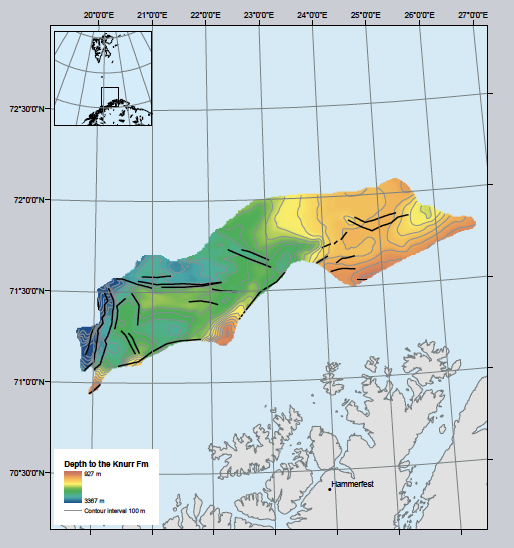 20°0'0"E 21°0'0"E 22°0'0"E 23°0'0"E 24°0'0"E 25°0'0"E 26°0'0"E 27°0'0"E
72°30'0"N
72°0'0"N
71°30'0"N
71°0'0"N
70°30'0"N
Depth to the Knurr Fm
927 m
3367 m
Contour interval 100 m
Hammerfest